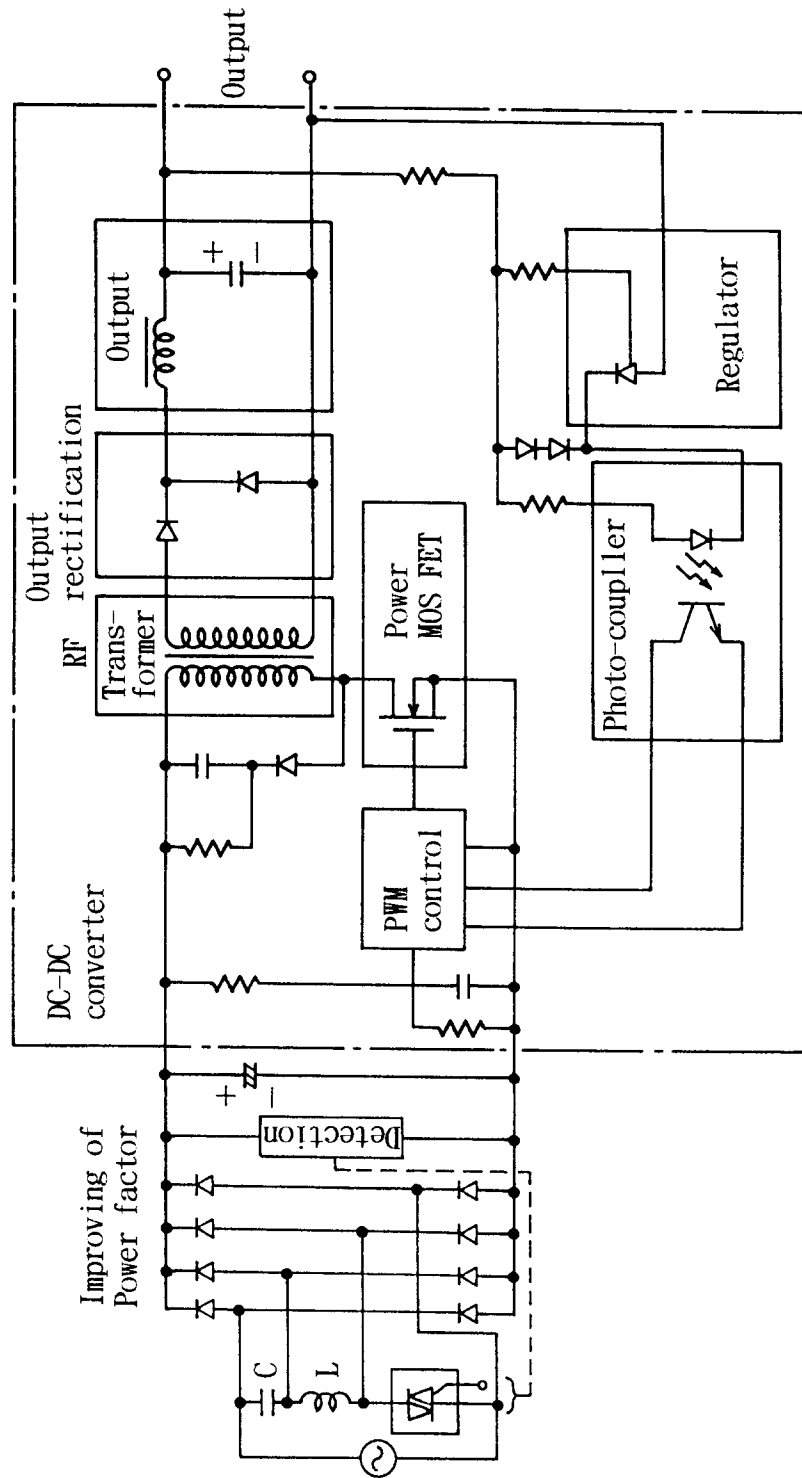 Improving of
Power factor
C
L
+
−
Detection
DC-DC
converter
PWM
control
RF
Trans-
former
Power
MOS FET
Output
rectification
Output
+
−
Output
Photo-coupller
Regulator